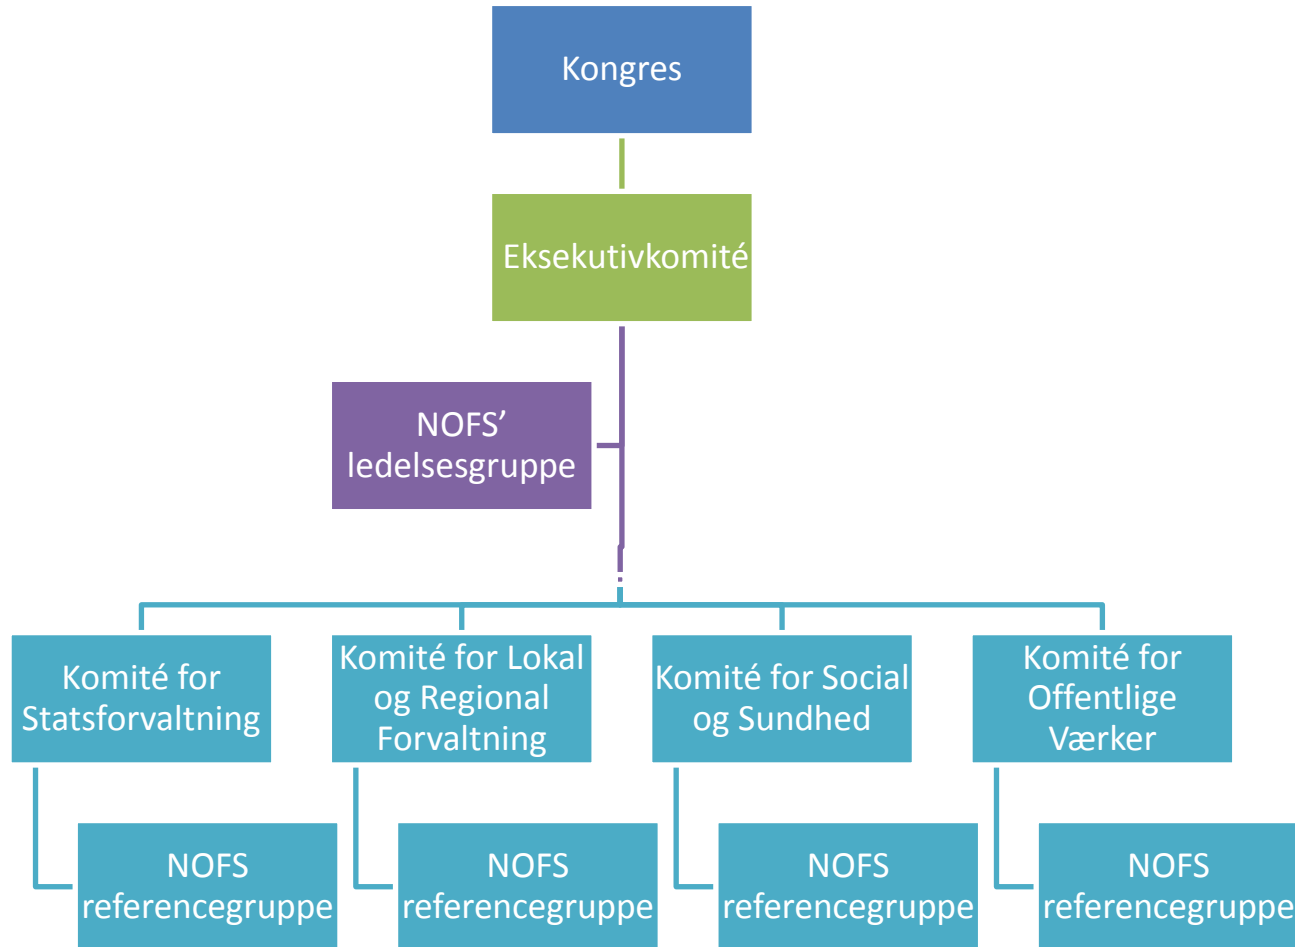 Kongres
Eksekutivkomité
NOFS’
ledelsesgruppe
Komité for
Statsforvaltning
Komité for Lokal
og Regional
Forvaltning
Komité for Social
og Sundhed
Komité for
Offentlige
Værker
NOFS
referencegruppe
NOFS
referencegruppe
NOFS
referencegruppe
NOFS
referencegruppe